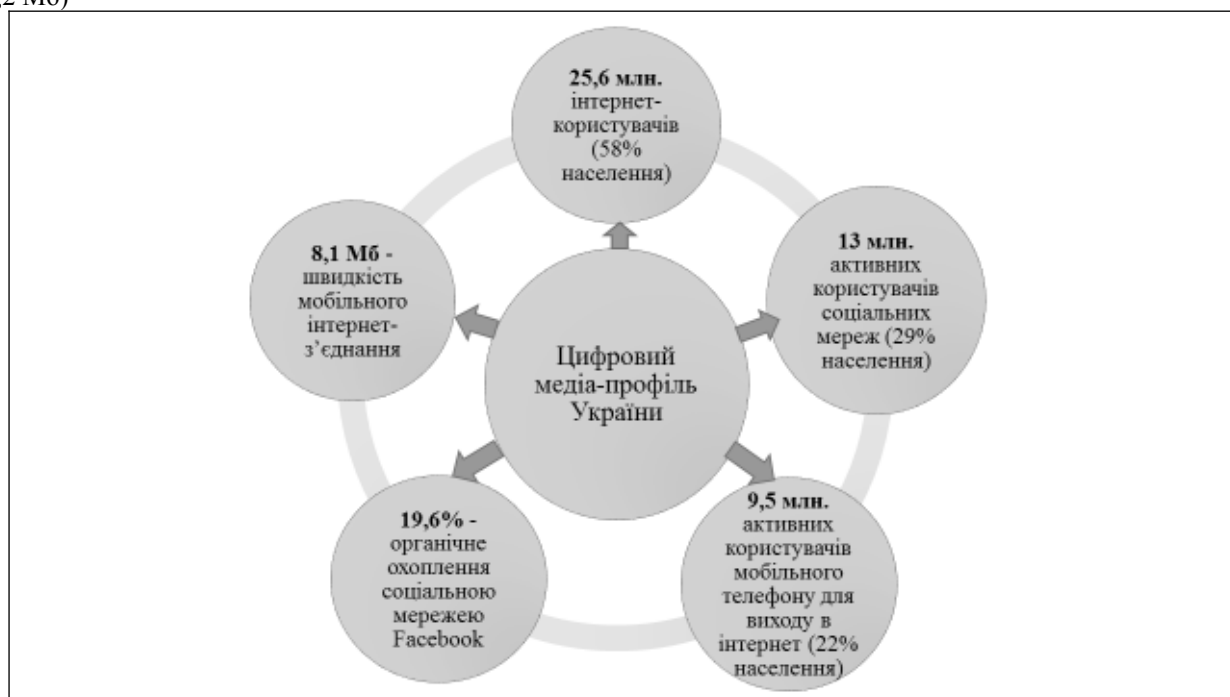 ,2 Мб)
25,6 млн.
інтернет-
користувачів
(58%
населення)
13 млн.
активних
користувачів
соціальних
мереж (29%
населення)
9,5 млн.
активних
користувачів
мобільного
телефону для
виходу в
інтернет (22%
населення)
19,6% -
органічне
охоплення
соціальною
мережею
Facebook
8,1 Мб -
швидкість
мобільного
інтернет-
з’єднання
Цифровий
медіа-профіль
України